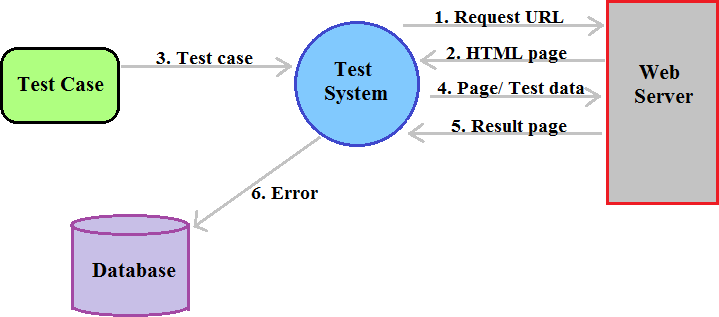 1. Request URL
2. HTML page
3. Test case
Test Case
Test
System
4. Page/ Test data
5. Result page
Web
Server
6. Error
Database